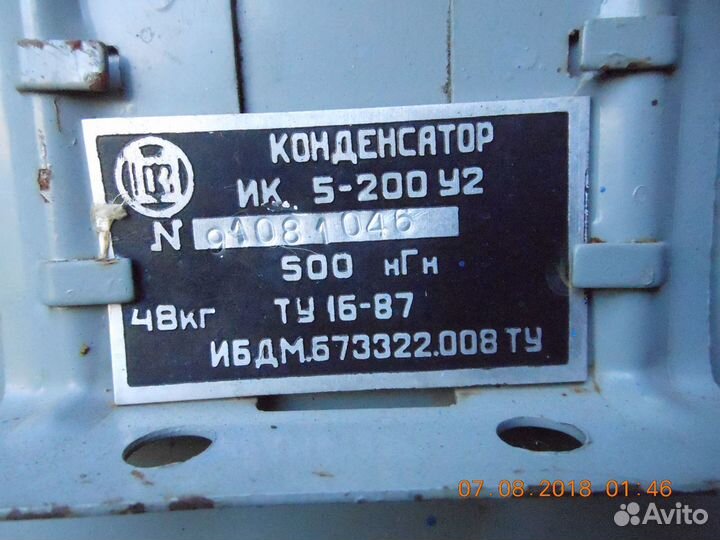 КОНДЕНСАТОР
ИК 5-200 У2
N 91081046
500 нГн
48кг ТУ 16-87
ИБДМ.673322.008 ТУ
07.08.2018 01:46
Avito